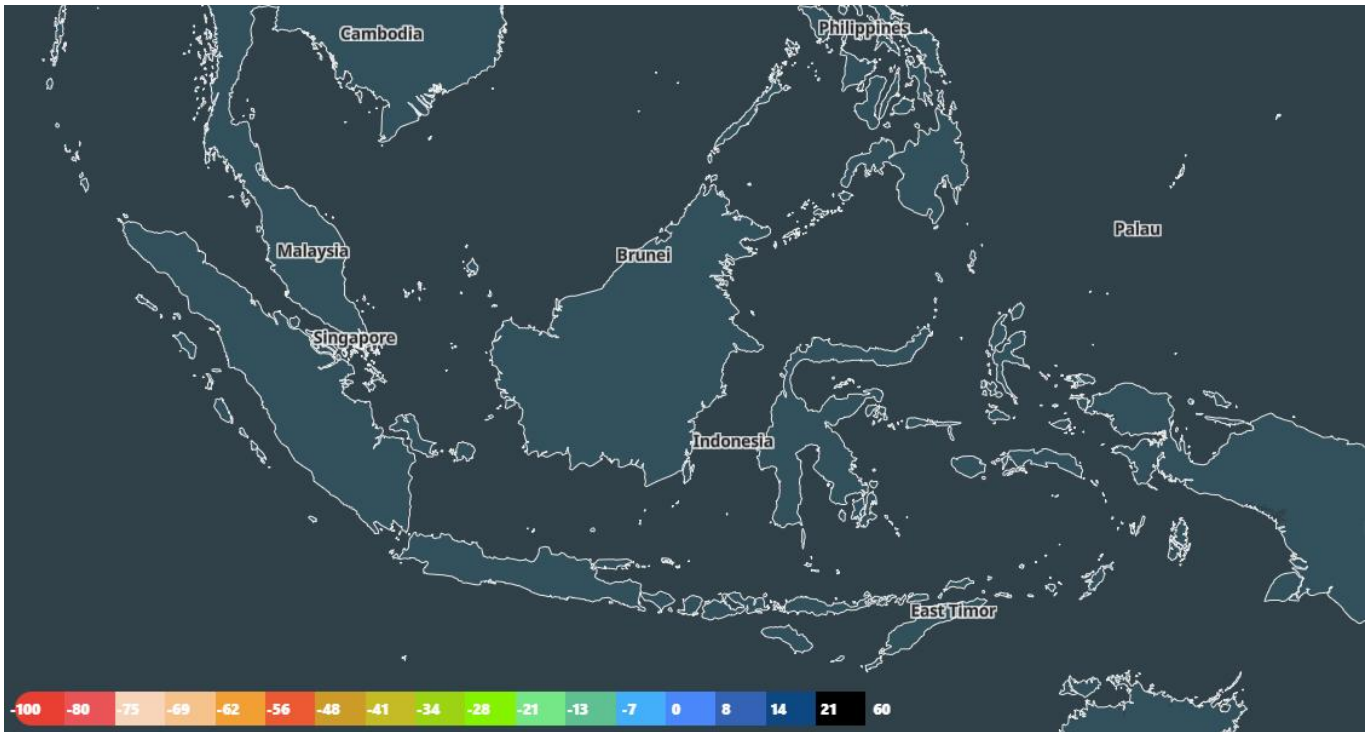 Cambodia
Philippines
Palau
Malaysia
Brunei
Singapore
Indonesia
East Timor
-100 -80 -75 -69 -62 -56 -48 -41 -34 -28 -21 -13 -7 0 8 14 21 60